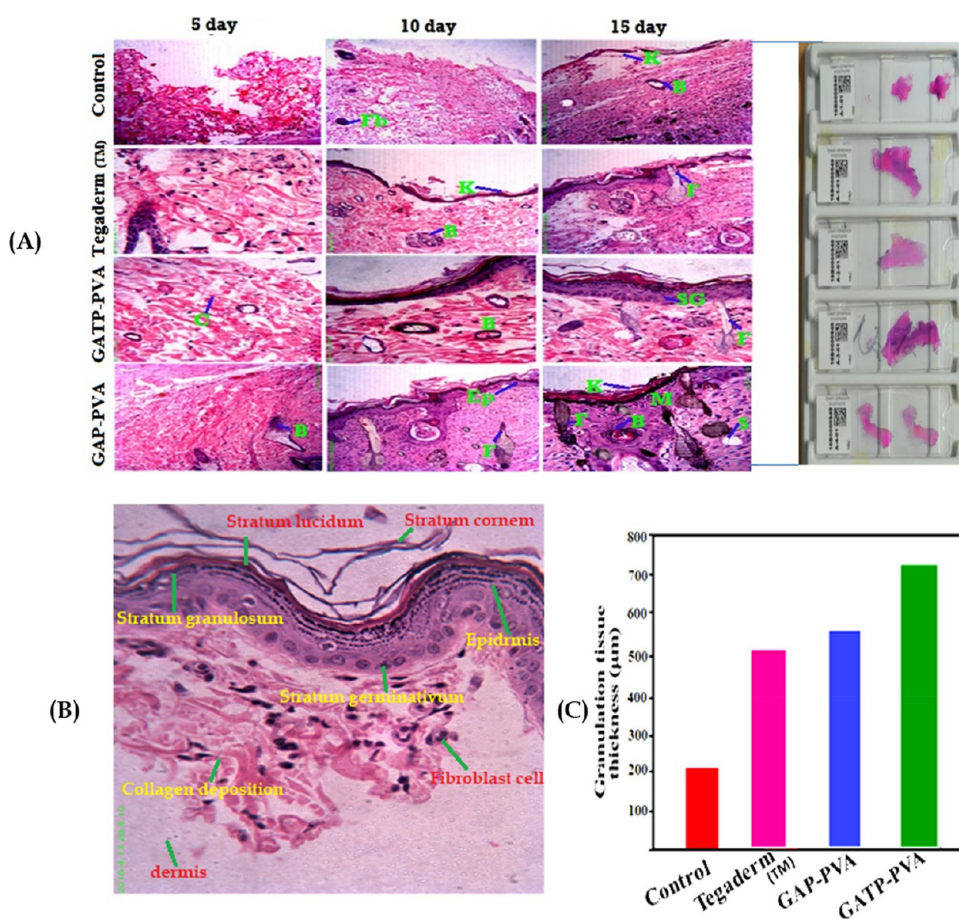 5 day
10 day
15 day
(A)
Control
Fb
K
B
Tegaderm (TM)
K
B
F
GATP-PVA
C
B
SG
F
GAP-PVA
B
Ep
F
K
M
F
B
S
(B)
Stratum lucidum
Stratum cornem
Stratum granulosum
Epidrmis
Stratum germinativum
Collagen deposition
Fibroblast cell
dermis
(C)
Granulation tissue
thickness (µm)
800
700
600
500
400
300
200
100
Control
Tegaderm
(TM)
GAP-PVA
GATP-PVA